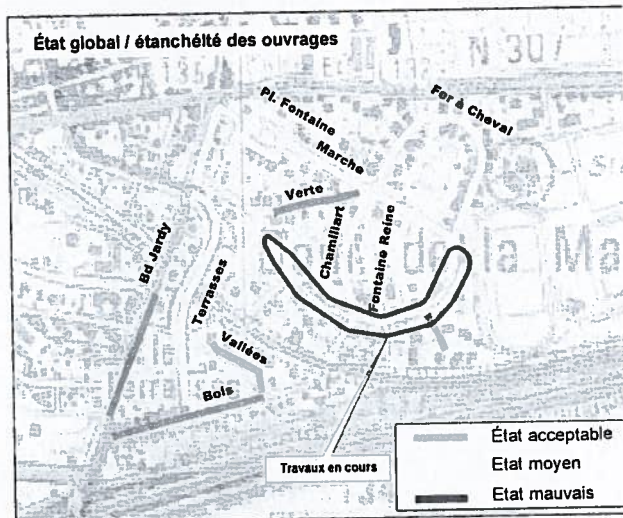 État global / étanchéité des ouvrages
N 307
Pl. Fontaine
Fer à Cheval
Marche
Verte
Chamillart
Fontaine Reine
Bd Jardy
Terrasses
Vallées
Bois
Travaux en cours
État acceptable
Etat moyen
Etat mauvais